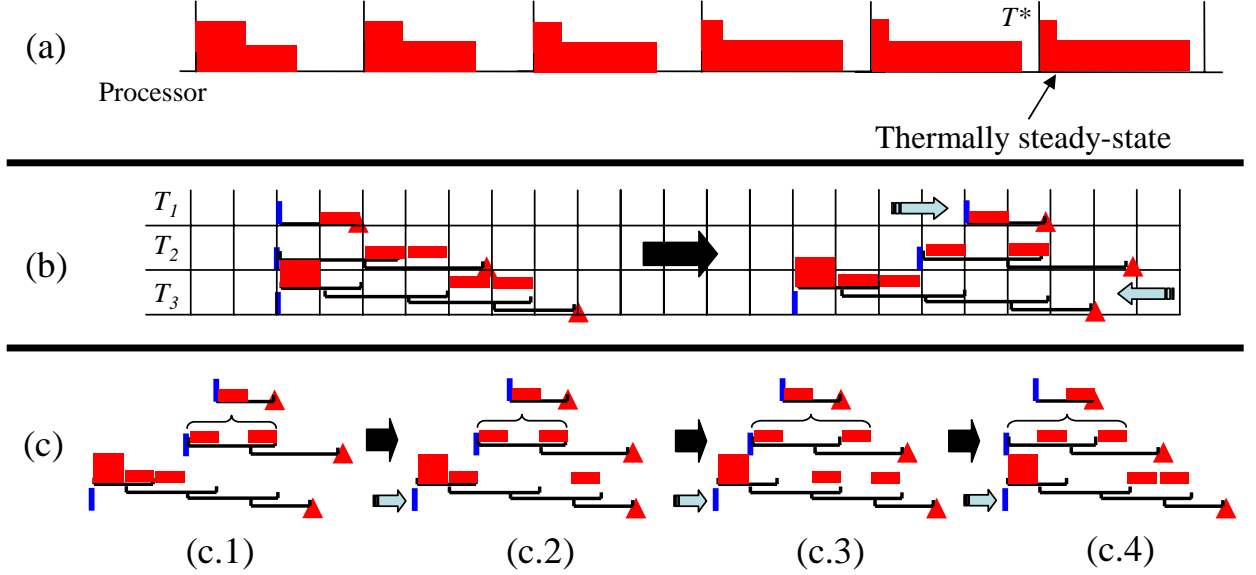 (a)
T*
Processor
Thermally steady-state
(b)
T1
T2
T3
(c)
(c.1) (c.2) (c.3) (c.4)